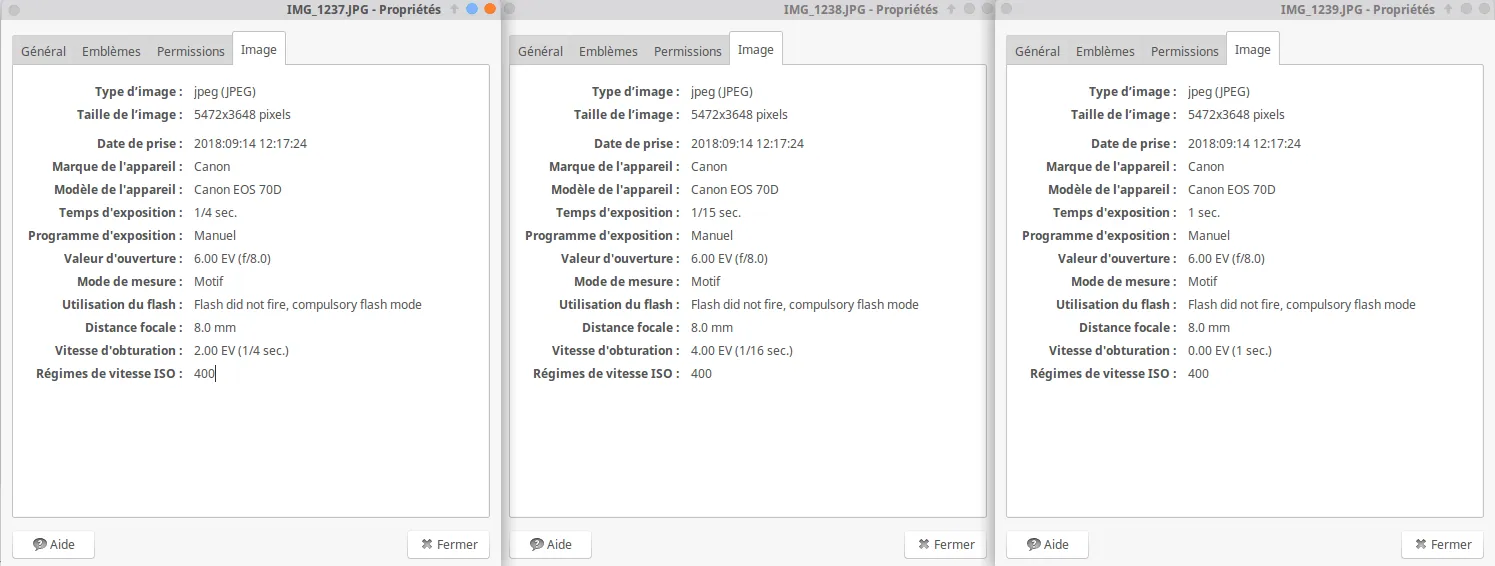 IMG_1237.JPG - Propriétés
Général Emblèmes Permissions Image
Type d’image : jpeg (JPEG)
Taille de l’image : 5472x3648 pixels
Date de prise : 2018:09:14 12:17:24
Marque de l'appareil : Canon
Modèle de l'appareil : Canon EOS 70D
Temps d'exposition : 1/4 sec.
Programme d'exposition : Manuel
Valeur d'ouverture : 6.00 EV (f/8.0)
Mode de mesure : Motif
Utilisation du flash : Flash did not fire, compulsory flash mode
Distance focale : 8.0 mm
Vitesse d'obturation : 2.00 EV (1/4 sec.)
Régimes de vitesse ISO : 400
Aide Fermer
IMG_1238.JPG - Propriétés
Général Emblèmes Permissions Image
Type d’image : jpeg (JPEG)
Taille de l’image : 5472x3648 pixels
Date de prise : 2018:09:14 12:17:24
Marque de l'appareil : Canon
Modèle de l'appareil : Canon EOS 70D
Temps d'exposition : 1/15 sec.
Programme d'exposition : Manuel
Valeur d'ouverture : 6.00 EV (f/8.0)
Mode de mesure : Motif
Utilisation du flash : Flash did not fire, compulsory flash mode
Distance focale : 8.0 mm
Vitesse d'obturation : 4.00 EV (1/16 sec.)
Régimes de vitesse ISO : 400
Aide Fermer
IMG_1239.JPG - Propriétés
Général Emblèmes Permissions Image
Type d’image : jpeg (JPEG)
Taille de l’image : 5472x3648 pixels
Date de prise : 2018:09:14 12:17:24
Marque de l'appareil : Canon
Modèle de l'appareil : Canon EOS 70D
Temps d'exposition : 1 sec.
Programme d'exposition : Manuel
Valeur d'ouverture : 6.00 EV (f/8.0)
Mode de mesure : Motif
Utilisation du flash : Flash did not fire, compulsory flash mode
Distance focale : 8.0 mm
Vitesse d'obturation : 0.00 EV (1 sec.)
Régimes de vitesse ISO : 400
Aide Fermer